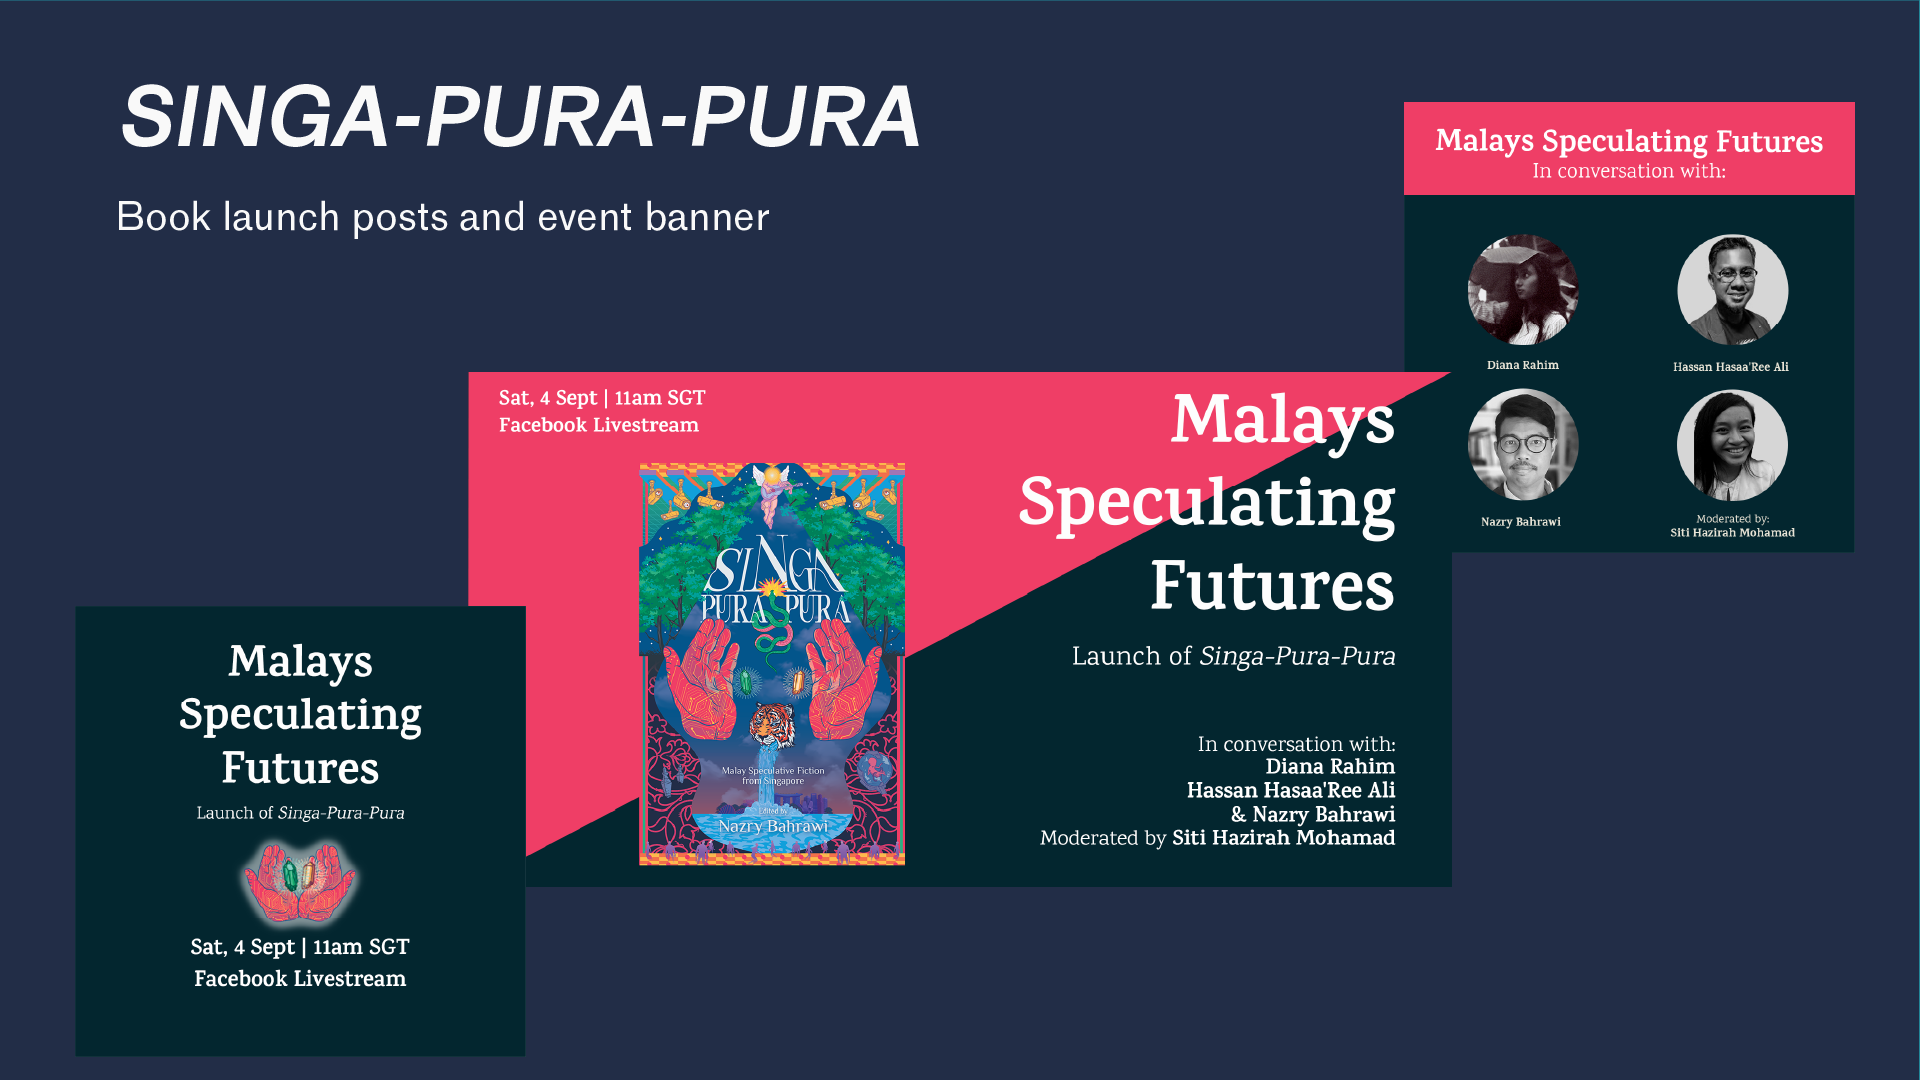 SINGA-PURA-PURA
Book launch posts and event banner
Malays Speculating Futures
In conversation with:
Diana Rahim
Hassan Hasaa'Ree Ali
Nazry Bahrawi
Moderated by:
Siti Hazirah Mohamad
Sat, 4 Sept | 11am SGT
Facebook Livestream
SINGA
PURA PURA
Malay Speculative Fiction
from Singapore
Edited by
Nazry Bahrawi
Malays
Speculating
Futures
Launch of Singa-Pura-Pura
In conversation with:
Diana Rahim
Hassan Hasaa'Ree Ali
& Nazry Bahrawi
Moderated by Siti Hazirah Mohamad
Malays
Speculating
Futures
Launch of Singa-Pura-Pura
Sat, 4 Sept | 11am SGT
Facebook Livestream